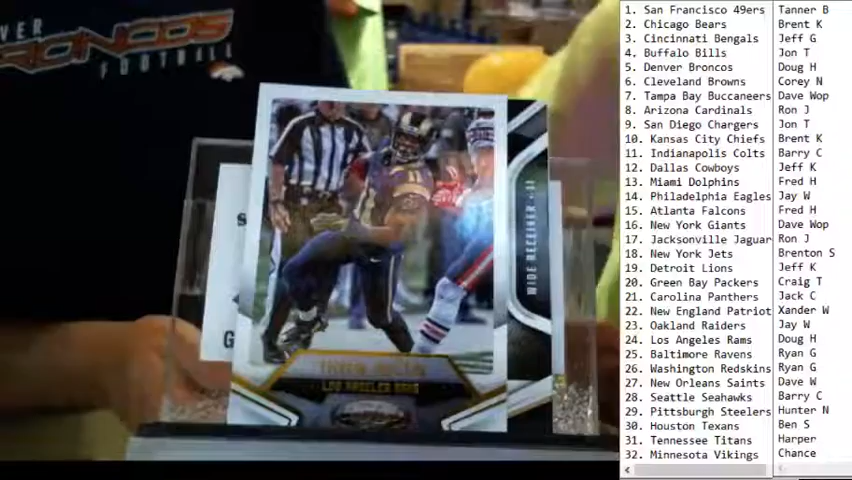 BRONCOS
FOOTBALL
WIDE RECEIVER • 11
LOS ANGELES RAMS
1. San Francisco 49ers Tanner B
2. Chicago Bears Brent K
3. Cincinnati Bengals Jeff G
4. Buffalo Bills Jon T
5. Denver Broncos Doug H
6. Cleveland Browns Corey N
7. Tampa Bay Buccaneers Dave Wop
8. Arizona Cardinals Ron J
9. San Diego Chargers Jon T
10. Kansas City Chiefs Brent K
11. Indianapolis Colts Barry C
12. Dallas Cowboys Jeff K
13. Miami Dolphins Fred H
14. Philadelphia Eagles Jay W
15. Atlanta Falcons Fred H
16. New York Giants Dave Wop
17. Jacksonville Jaguar Ron J
18. New York Jets Brenton S
19. Detroit Lions Jeff K
20. Green Bay Packers Craig T
21. Carolina Panthers Jack C
22. New England Patriot Xander W
23. Oakland Raiders Jay W
24. Los Angeles Rams Doug H
25. Baltimore Ravens Ryan G
26. Washington Redskins Ryan G
27. New Orleans Saints Dave W
28. Seattle Seahawks Barry C
29. Pittsburgh Steelers Hunter N
30. Houston Texans Ben S
31. Tennessee Titans Harper
32. Minnesota Vikings Chance